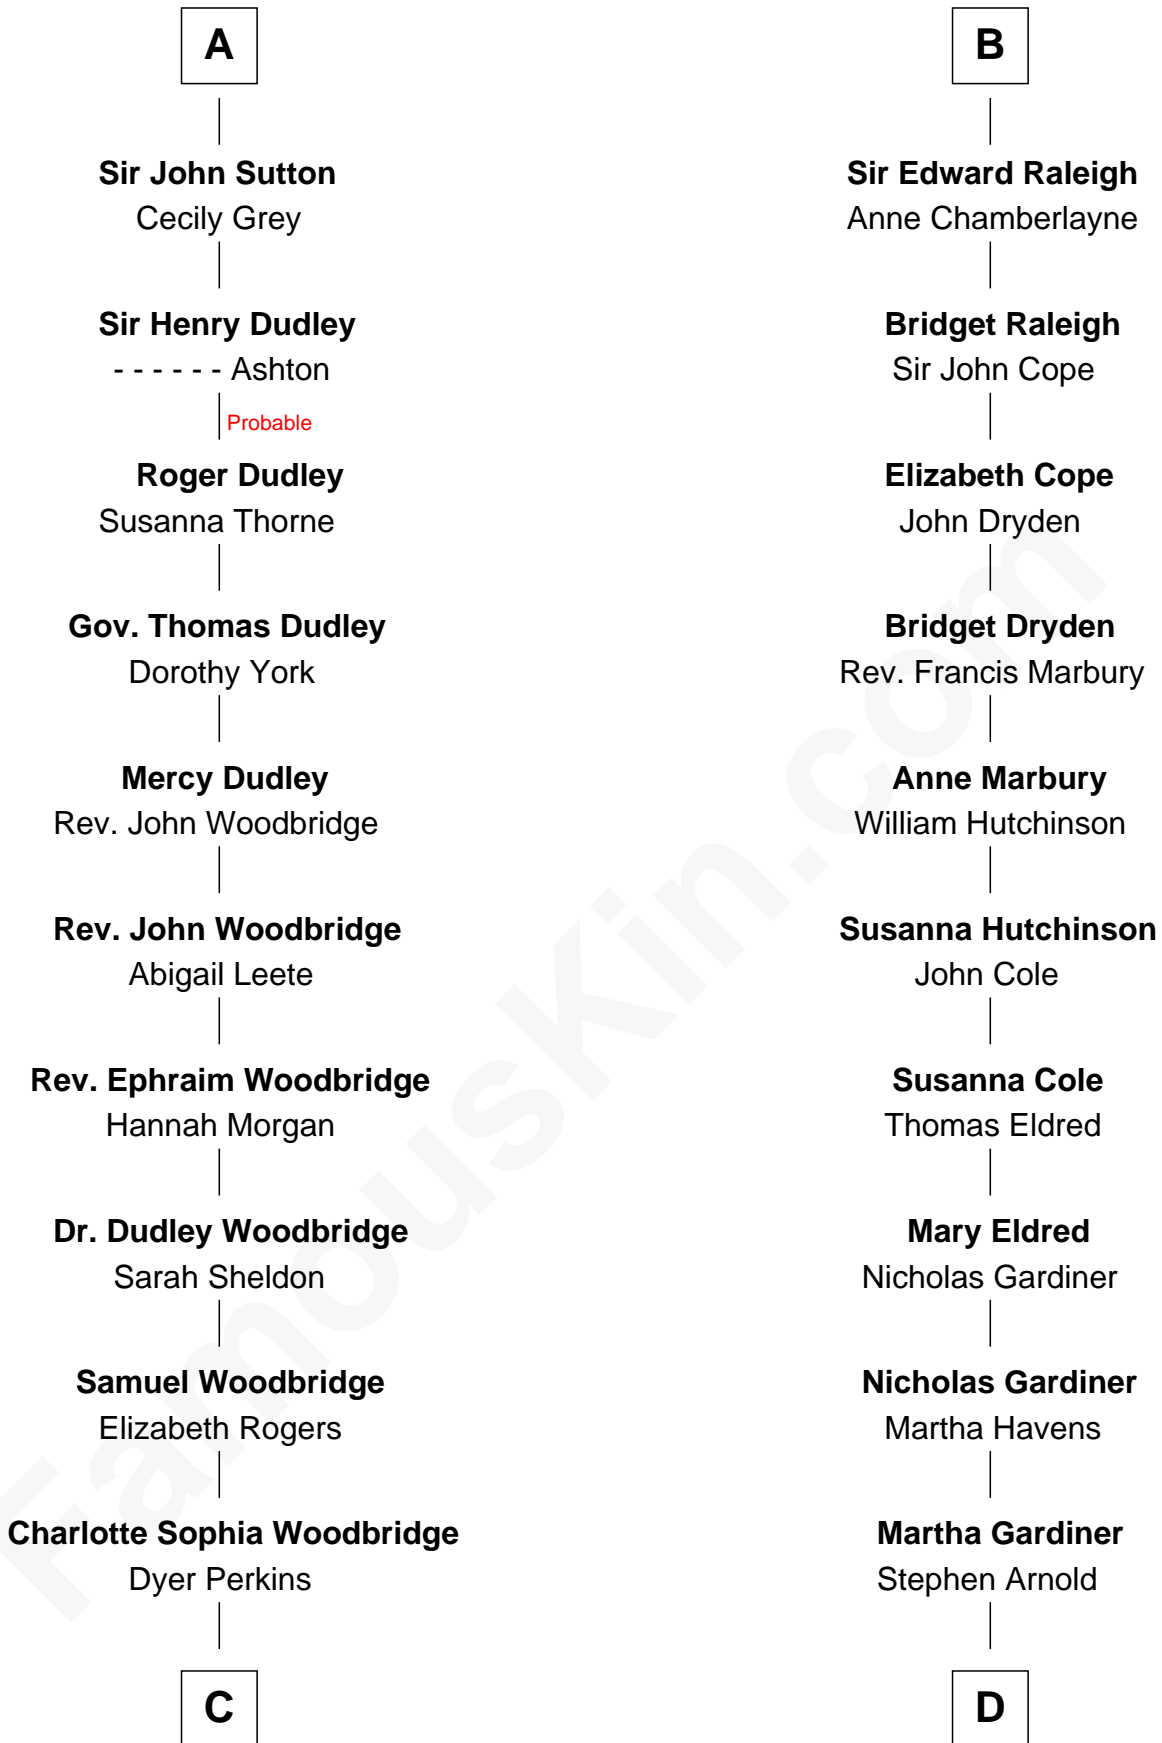 A
Sir John Sutton
Cecily Grey
Sir Henry Dudley
- - - - - - Ashton
Probable
Roger Dudley
Susanna Thorne
Gov. Thomas Dudley
Dorothy York
Mercy Dudley
Rev. John Woodbridge
Rev. John Woodbridge
Abigail Leete
Rev. Ephraim Woodbridge
Hannah Morgan
Dr. Dudley Woodbridge
Sarah Sheldon
Samuel Woodbridge
Elizabeth Rogers
Charlotte Sophia Woodbridge
Dyer Perkins
C
B
Sir Edward Raleigh
Anne Chamberlayne
Bridget Raleigh
Sir John Cope
Elizabeth Cope
John Dryden
Bridget Dryden
Rev. Francis Marbury
Anne Marbury
William Hutchinson
Susanna Hutchinson
John Cole
Susanna Cole
Thomas Eldred
Mary Eldred
Nicholas Gardiner
Nicholas Gardiner
Martha Havens
Martha Gardiner
Stephen Arnold
D
FamousKin.com